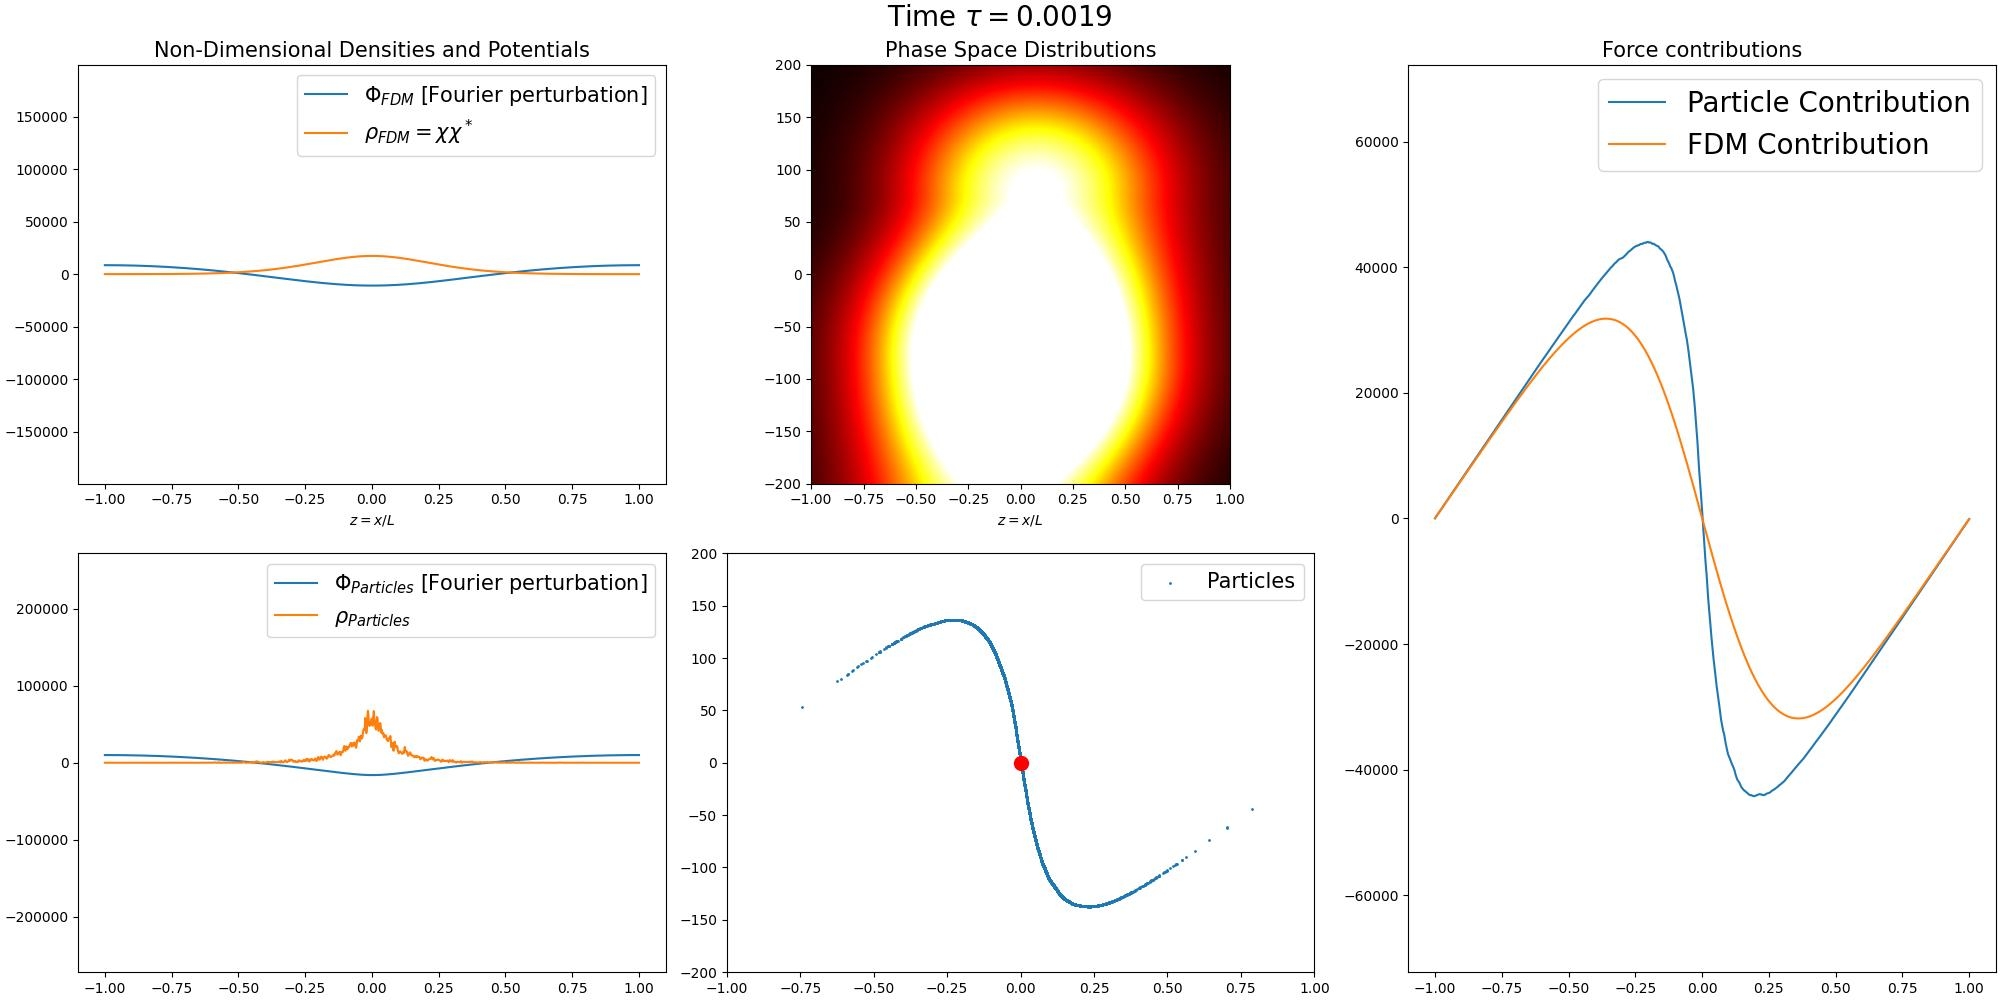 Time τ = 0.0019
Non-Dimensional Densities and Potentials
Φ_FDM [Fourier perturbation]
ρ_FDM = χχ*
150000
100000
50000
0
−50000
−100000
−150000
−1.00 −0.75 −0.50 −0.25 0.00 0.25 0.50 0.75 1.00
z = x/L
Phase Space Distributions
200
150
100
50
0
−50
−100
−150
−200
−1.00 −0.75 −0.50 −0.25 0.00 0.25 0.50 0.75 1.00
z = x/L
Force contributions
Particle Contribution
FDM Contribution
60000
40000
20000
0
−20000
−40000
−60000
−1.00 −0.75 −0.50 −0.25 0.00 0.25 0.50 0.75 1.00
Φ_Particles [Fourier perturbation]
ρ_Particles
200000
100000
0
−100000
−200000
−1.00 −0.75 −0.50 −0.25 0.00 0.25 0.50 0.75 1.00
Particles
200
150
100
50
0
−50
−100
−150
−200
−1.00 −0.75 −0.50 −0.25 0.00 0.25 0.50 0.75 1.00